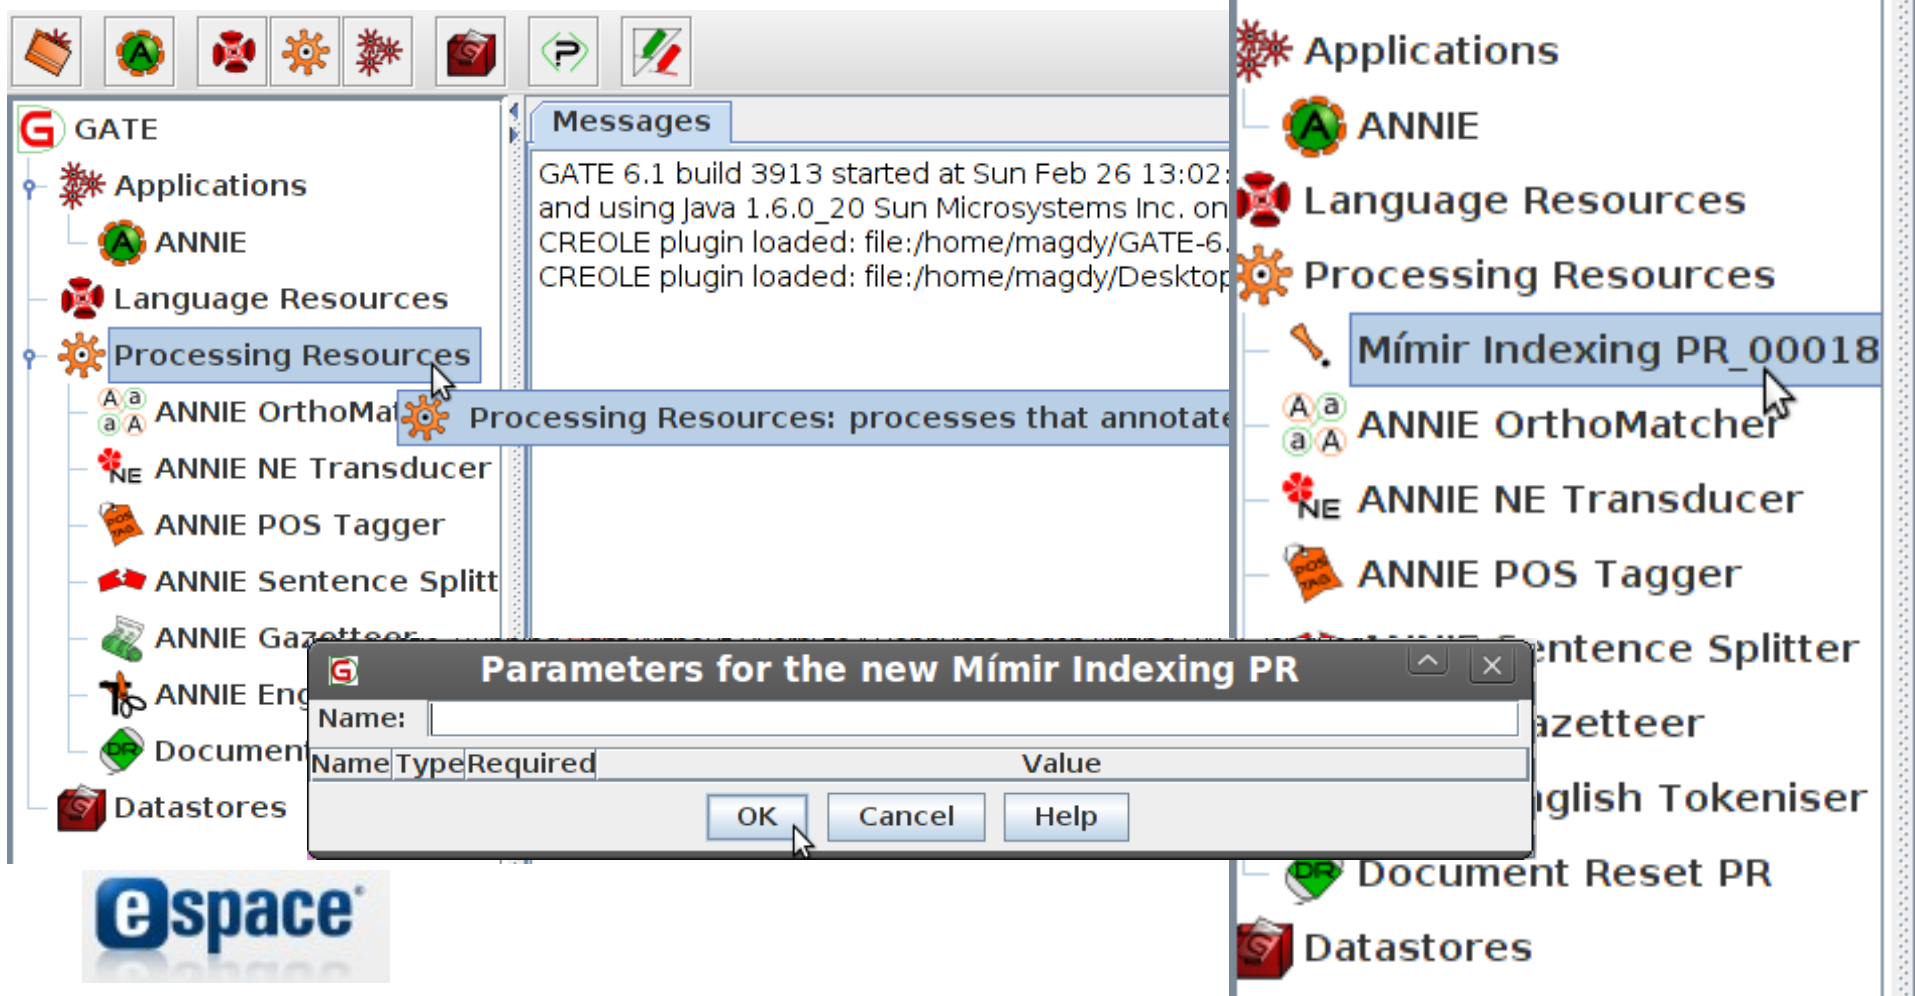 GATE
Applications
ANNIE
Language Resources
Processing Resources
ANNIE OrthoMat
ANNIE NE Transducer
ANNIE POS Tagger
ANNIE Sentence Splitt
ANNIE Gazetteer
ANNIE Eng
Document
Datastores
Messages
GATE 6.1 build 3913 started at Sun Feb 26 13:02:
and using Java 1.6.0_20 Sun Microsystems Inc. on
CREOLE plugin loaded: file:/home/magdy/GATE-6.
CREOLE plugin loaded: file:/home/magdy/Desktop
Processing Resources: processes that annotate
Parameters for the new Mímir Indexing PR
Name:
Name Type Required Value
OK Cancel Help
Applications
ANNIE
Language Resources
Processing Resources
Mímir Indexing PR_00018
ANNIE OrthoMatcher
ANNIE NE Transducer
ANNIE POS Tagger
ANNIE Sentence Splitter
azetteer
glish Tokeniser
Document Reset PR
Datastores
espace